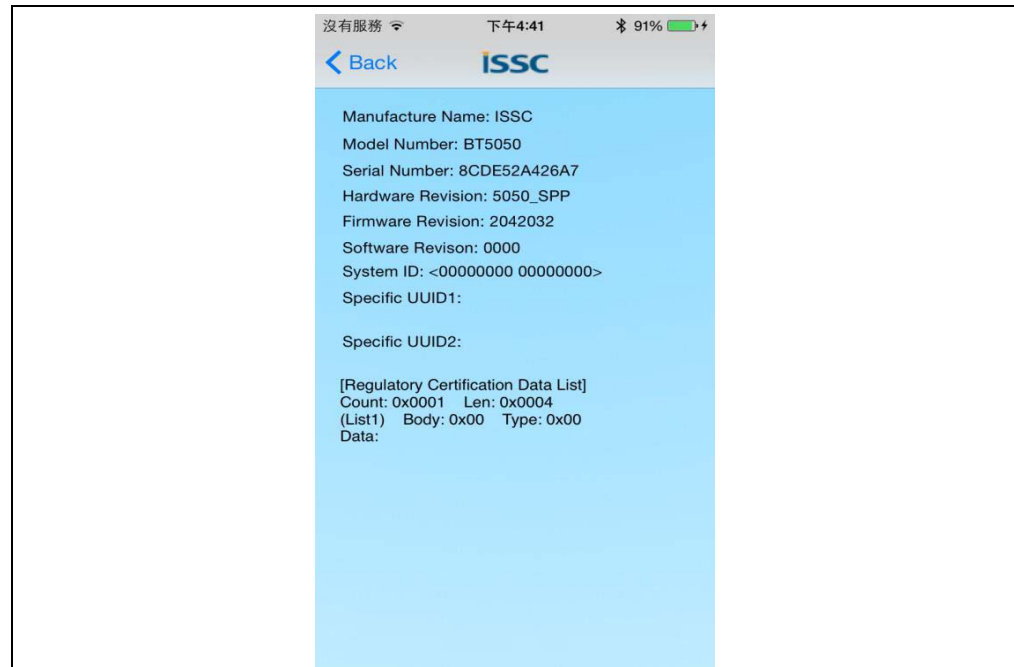 沒有服務 下午4:41 91%
Back ISSC
Manufacture Name: ISSC
Model Number: BT5050
Serial Number: 8CDE52A426A7
Hardware Revision: 5050_SPP
Firmware Revision: 2042032
Software Revison: 0000
System ID: <00000000 00000000>
Specific UUID1:
Specific UUID2:
[Regulatory Certification Data List]
Count: 0x0001 Len: 0x0004
(List1) Body: 0x00 Type: 0x00
Data: